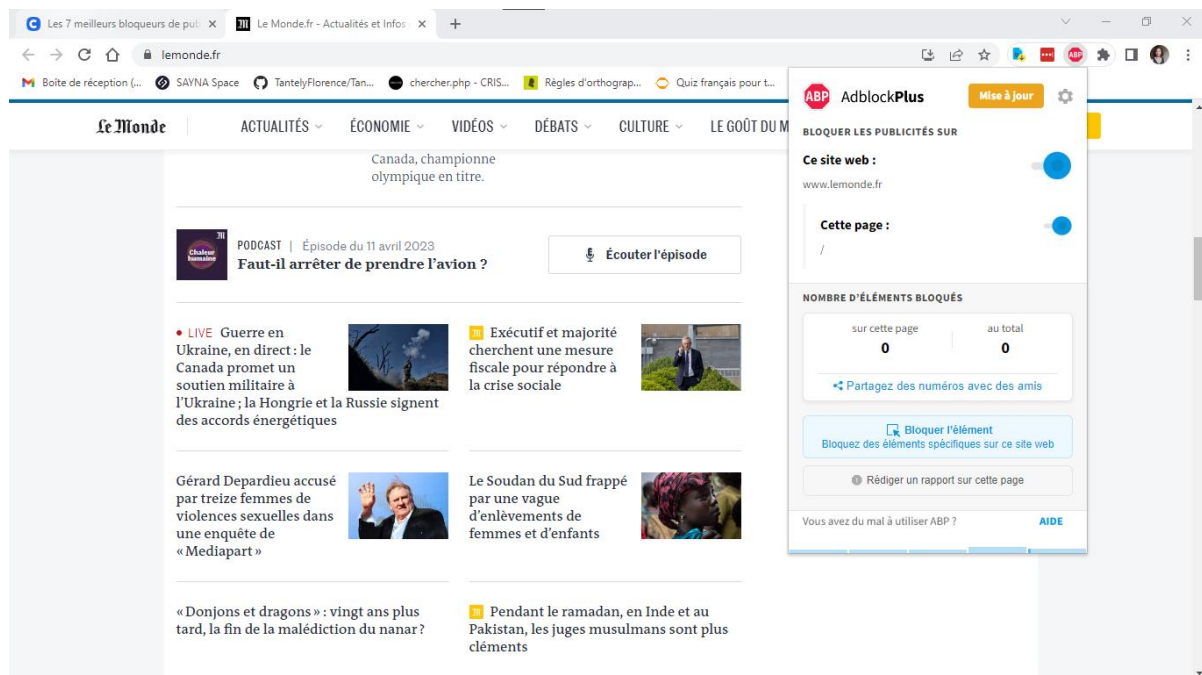 Les 7 meilleurs bloqueurs de pub
Le Monde.fr - Actualités et Infos
lemonde.fr
Boîte de réception (...
SAYNA Space
TantelyFlorence/Tan...
chercher.php - CRIS...
Règles d'orthograp...
Quiz français pour t...
Le Monde
ACTUALITÉS
ÉCONOMIE
VIDÉOS
DÉBATS
CULTURE
LE GOÛT DU M
Canada, championne
olympique en titre.
Chaleur
humaine
PODCAST | Épisode du 11 avril 2023
Faut-il arrêter de prendre l'avion ?
Écouter l'épisode
• LIVE Guerre en
Ukraine, en direct : le
Canada promet un
soutien militaire à
l'Ukraine ; la Hongrie et la Russie signent
des accords énergétiques
Exécutif et majorité
cherchent une mesure
fiscale pour répondre à
la crise sociale
Gérard Depardieu accusé
par treize femmes de
violences sexuelles dans
une enquête de
« Mediapart »
Le Soudan du Sud frappé
par une vague
d'enlèvements de
femmes et d'enfants
« Donjons et dragons » : vingt ans plus
tard, la fin de la malédiction du nanar ?
Pendant le ramadan, en Inde et au
Pakistan, les juges musulmans sont plus
cléments
ABP
ABP AdblockPlus
Mise à jour
BLOQUER LES PUBLICITÉS SUR
Ce site web :
www.lemonde.fr
Cette page :
/
NOMBRE D'ÉLÉMENTS BLOQUÉS
sur cette page
0
au total
0
Partagez des numéros avec des amis
Bloquer l'élément
Bloquez des éléments spécifiques sur ce site web
Rédiger un rapport sur cette page
Vous avez du mal à utiliser ABP ?
AIDE